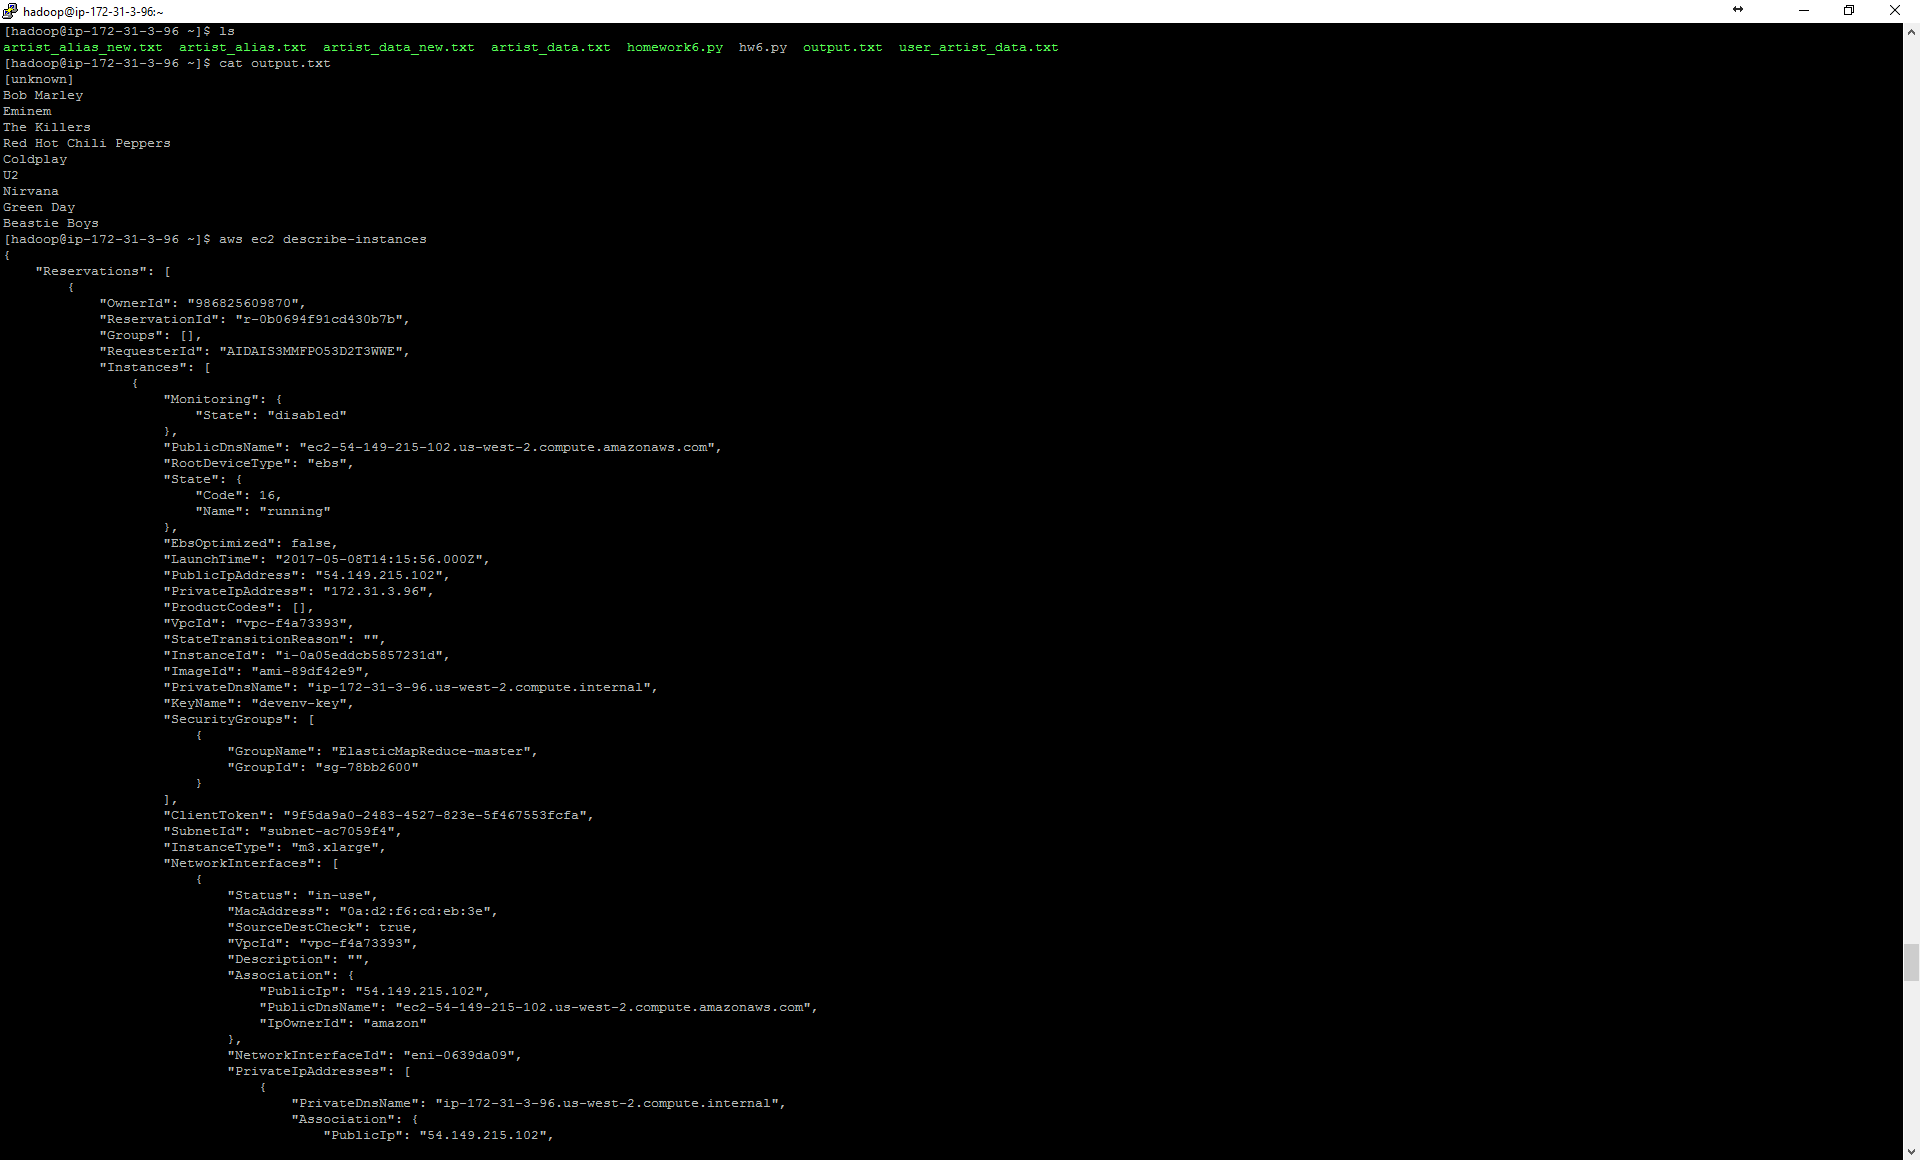 hadoop@ip-172-31-3-96:~
[hadoop@ip-172-31-3-96 ~]$ ls
artist_alias_new.txt  artist_alias.txt  artist_data_new.txt  artist_data.txt  homework6.py  hw6.py  output.txt  user_artist_data.txt
[hadoop@ip-172-31-3-96 ~]$ cat output.txt
[unknown]
Bob Marley
Eminem
The Killers
Red Hot Chili Peppers
Coldplay
U2
Nirvana
Green Day
Beastie Boys
[hadoop@ip-172-31-3-96 ~]$ aws ec2 describe-instances
{
    "Reservations": [
        {
            "OwnerId": "986825609870",
            "ReservationId": "r-0b0694f91cd430b7b",
            "Groups": [],
            "RequesterId": "AIDAIS3MMFPO53D2T3WWE",
            "Instances": [
                {
                    "Monitoring": {
                        "State": "disabled"
                    },
                    "PublicDnsName": "ec2-54-149-215-102.us-west-2.compute.amazonaws.com",
                    "RootDeviceType": "ebs",
                    "State": {
                        "Code": 16,
                        "Name": "running"
                    },
                    "EbsOptimized": false,
                    "LaunchTime": "2017-05-08T14:15:56.000Z",
                    "PublicIpAddress": "54.149.215.102",
                    "PrivateIpAddress": "172.31.3.96",
                    "ProductCodes": [],
                    "VpcId": "vpc-f4a73393",
                    "StateTransitionReason": "",
                    "InstanceId": "i-0a05eddcb5857231d",
                    "ImageId": "ami-89df42e9",
                    "PrivateDnsName": "ip-172-31-3-96.us-west-2.compute.internal",
                    "KeyName": "devenv-key",
                    "SecurityGroups": [
                        {
                            "GroupName": "ElasticMapReduce-master",
                            "GroupId": "sg-78bb2600"
                        }
                    ],
                    "ClientToken": "9f5da9a0-2483-4527-823e-5f467553fcfa",
                    "SubnetId": "subnet-ac7059f4",
                    "InstanceType": "m3.xlarge",
                    "NetworkInterfaces": [
                        {
                            "Status": "in-use",
                            "MacAddress": "0a:d2:f6:cd:eb:3e",
                            "SourceDestCheck": true,
                            "VpcId": "vpc-f4a73393",
                            "Description": "",
                            "Association": {
                                "PublicIp": "54.149.215.102",
                                "PublicDnsName": "ec2-54-149-215-102.us-west-2.compute.amazonaws.com",
                                "IpOwnerId": "amazon"
                            },
                            "NetworkInterfaceId": "eni-0639da09",
                            "PrivateIpAddresses": [
                                {
                                    "PrivateDnsName": "ip-172-31-3-96.us-west-2.compute.internal",
                                    "Association": {
                                        "PublicIp": "54.149.215.102",